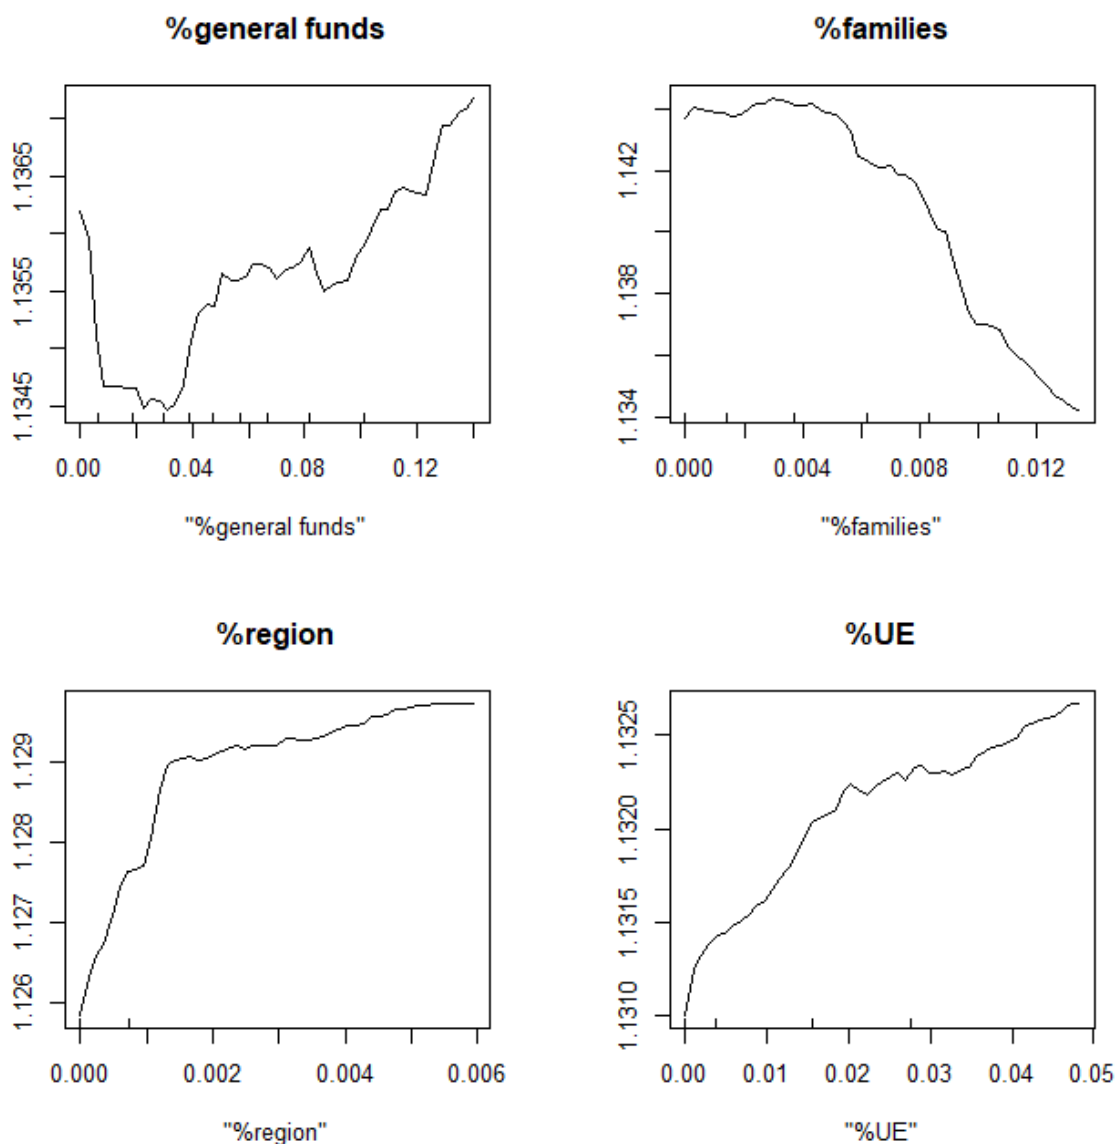 %general funds
1.1365
1.1355
1.1345
0.00 0.04 0.08 0.12
"%general funds"
%families
1.142
1.138
1.134
0.000 0.004 0.008 0.012
"%families"
%region
1.129
1.128
1.127
1.126
0.000 0.002 0.004 0.006
"%region"
%UE
1.1325
1.1320
1.1315
1.1310
0.00 0.01 0.02 0.03 0.04 0.05
"%UE"